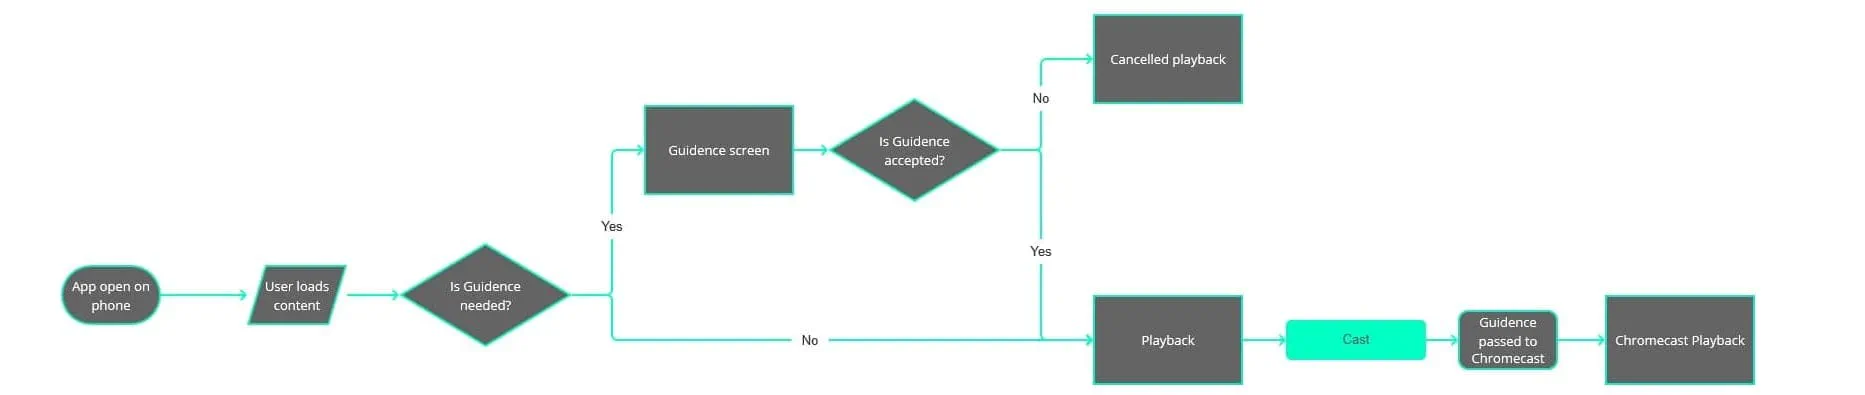 App open on
phone
User loads
content
Is Guidence
needed?
Yes
No
Guidence screen
Is Guidence
accepted?
No
Yes
Cancelled playback
Playback
Cast
Guidence
passed to
Chromecast
Chromecast Playback